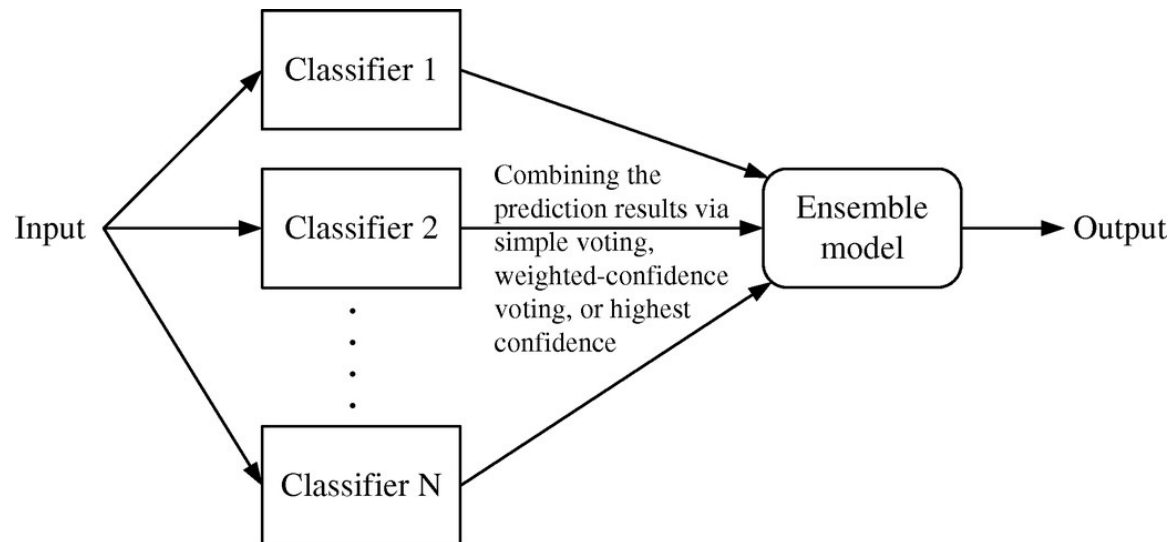 Classifier 1
Input
Classifier 2
Combining the
prediction results via
simple voting,
weighted-confidence
voting, or highest
confidence
Classifier N
Ensemble
model
Output